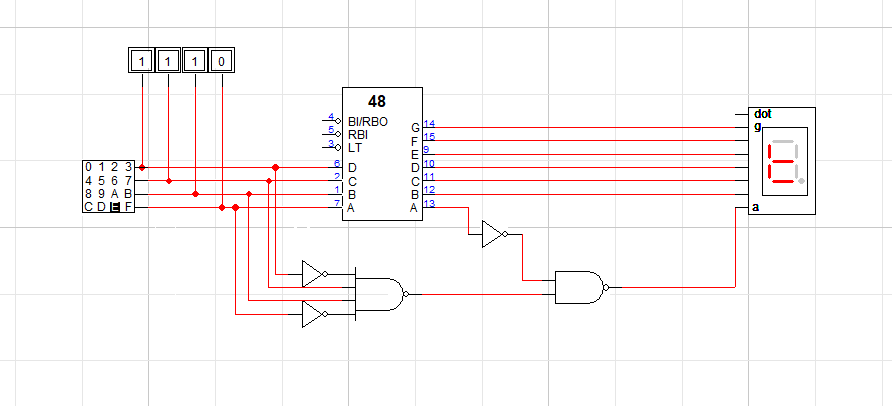 1 1 1 0
48
4 BI/RBO
5 RBI
3 LT
6 D
2 C
1 B
7 A
G 14
F 15
E 9
D 10
C 11
B 12
A 13
0 1 2 3
4 5 6 7
8 9 A B
C D E F
dot
g
a